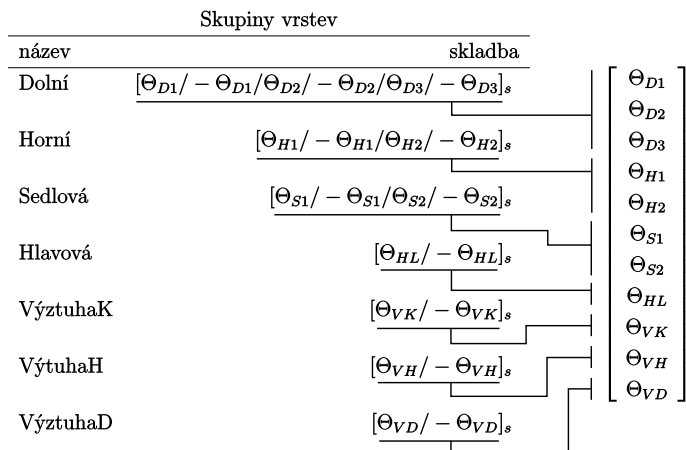 Skupiny vrstev
název skladba
Dolní [Θ_{D1}/ − Θ_{D1}/Θ_{D2}/ − Θ_{D2}/Θ_{D3}/ − Θ_{D3}]_s
Horní [Θ_{H1}/ − Θ_{H1}/Θ_{H2}/ − Θ_{H2}]_s
Sedlová [Θ_{S1}/ − Θ_{S1}/Θ_{S2}/ − Θ_{S2}]_s
Hlavová [Θ_{HL}/ − Θ_{HL}]_s
VýztuhaK [Θ_{VK}/ − Θ_{VK}]_s
VýtuhaH [Θ_{VH}/ − Θ_{VH}]_s
VýztuhaD [Θ_{VD}/ − Θ_{VD}]_s
Θ_{D1}
Θ_{D2}
Θ_{D3}
Θ_{H1}
Θ_{H2}
Θ_{S1}
Θ_{S2}
Θ_{HL}
Θ_{VK}
Θ_{VH}
Θ_{VD}